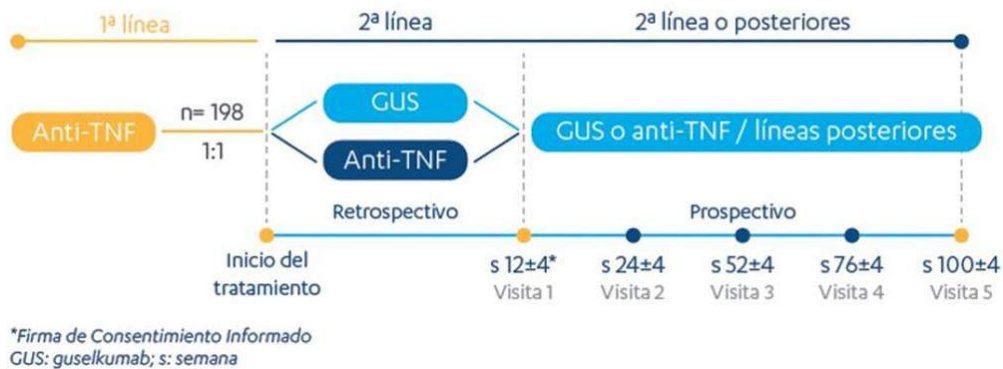 1ª línea
2ª línea
2ª línea o posteriores
Anti-TNF
n= 198
1:1
GUS
Anti-TNF
GUS o anti-TNF / líneas posteriores
Retrospectivo
Prospectivo
Inicio del
tratamiento
s 12±4*
Visita 1
s 24±4
Visita 2
s 52±4
Visita 3
s 76±4
Visita 4
s 100±4
Visita 5
*Firma de Consentimiento Informado
GUS: guselkumab; s: semana